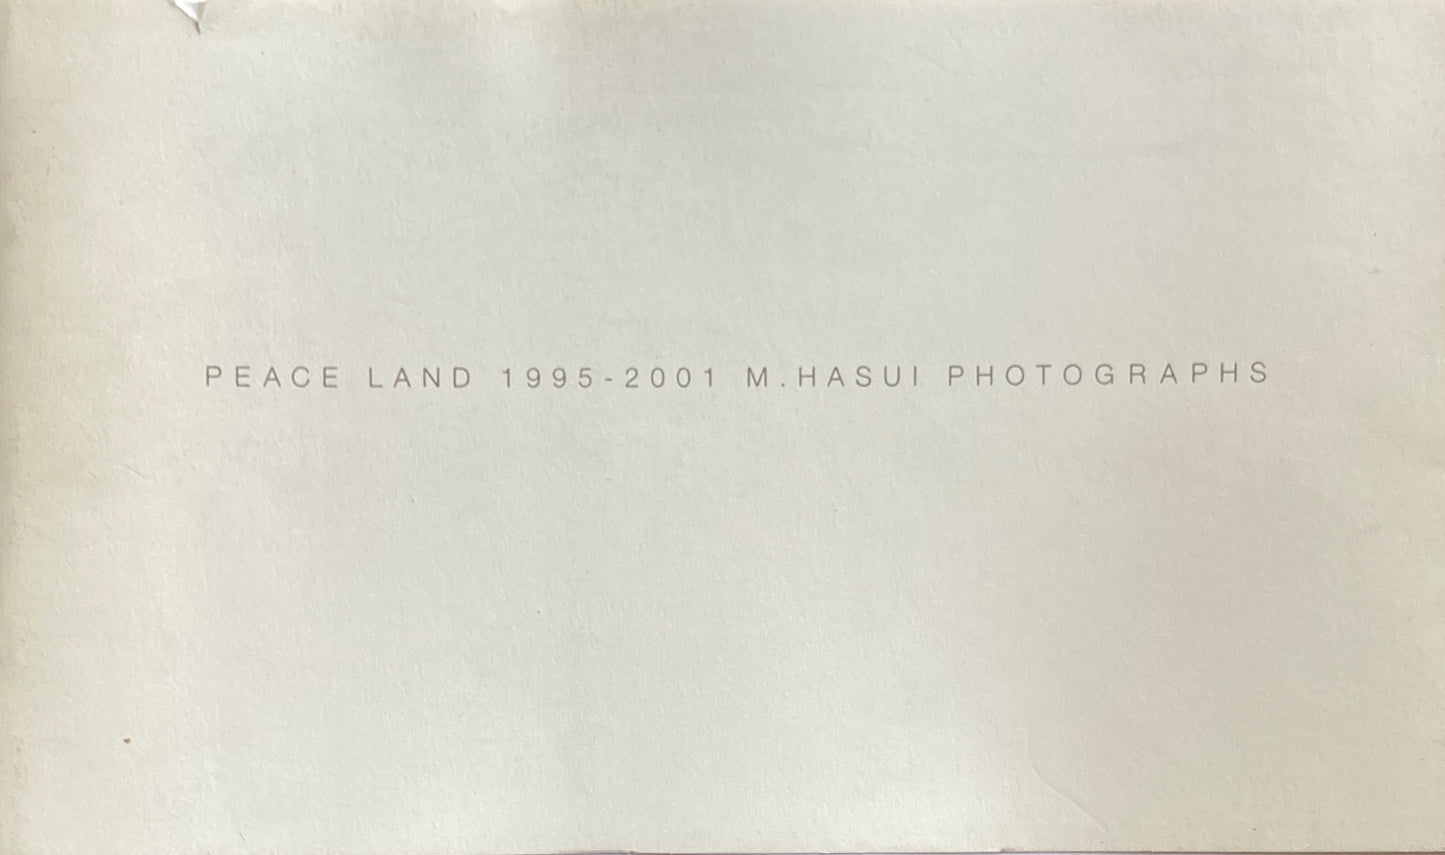 PEACE LAND 1995-2001 M.HASUI PHOTOGRAPHS